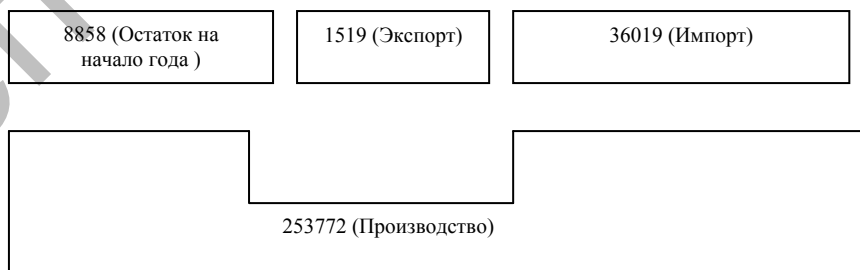 8858 (Остаток на
начало года )
1519 (Экспорт)
36019 (Импорт)
253772 (Производство)